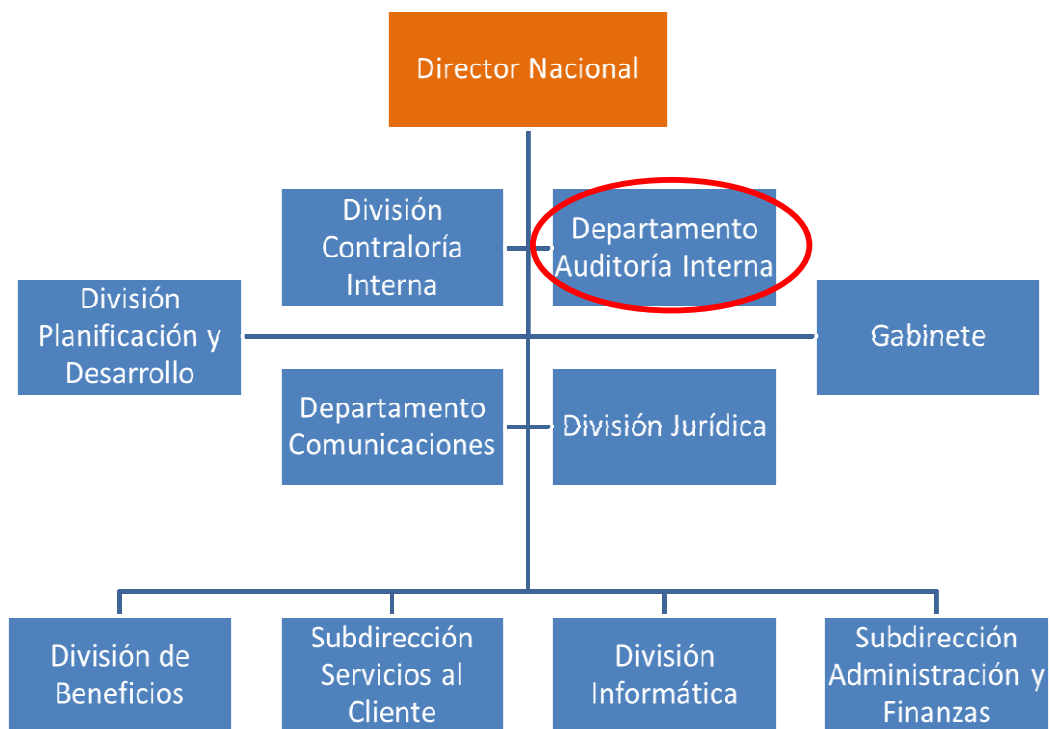 Director Nacional
División
Contraloría
Interna
Departamento
Auditoría Interna
División
Planificación y
Desarrollo
Gabinete
Departamento
Comunicaciones
División Jurídica
División de
Beneficios
Subdirección
Servicios al
Cliente
División
Informática
Subdirección
Administración y
Finanzas